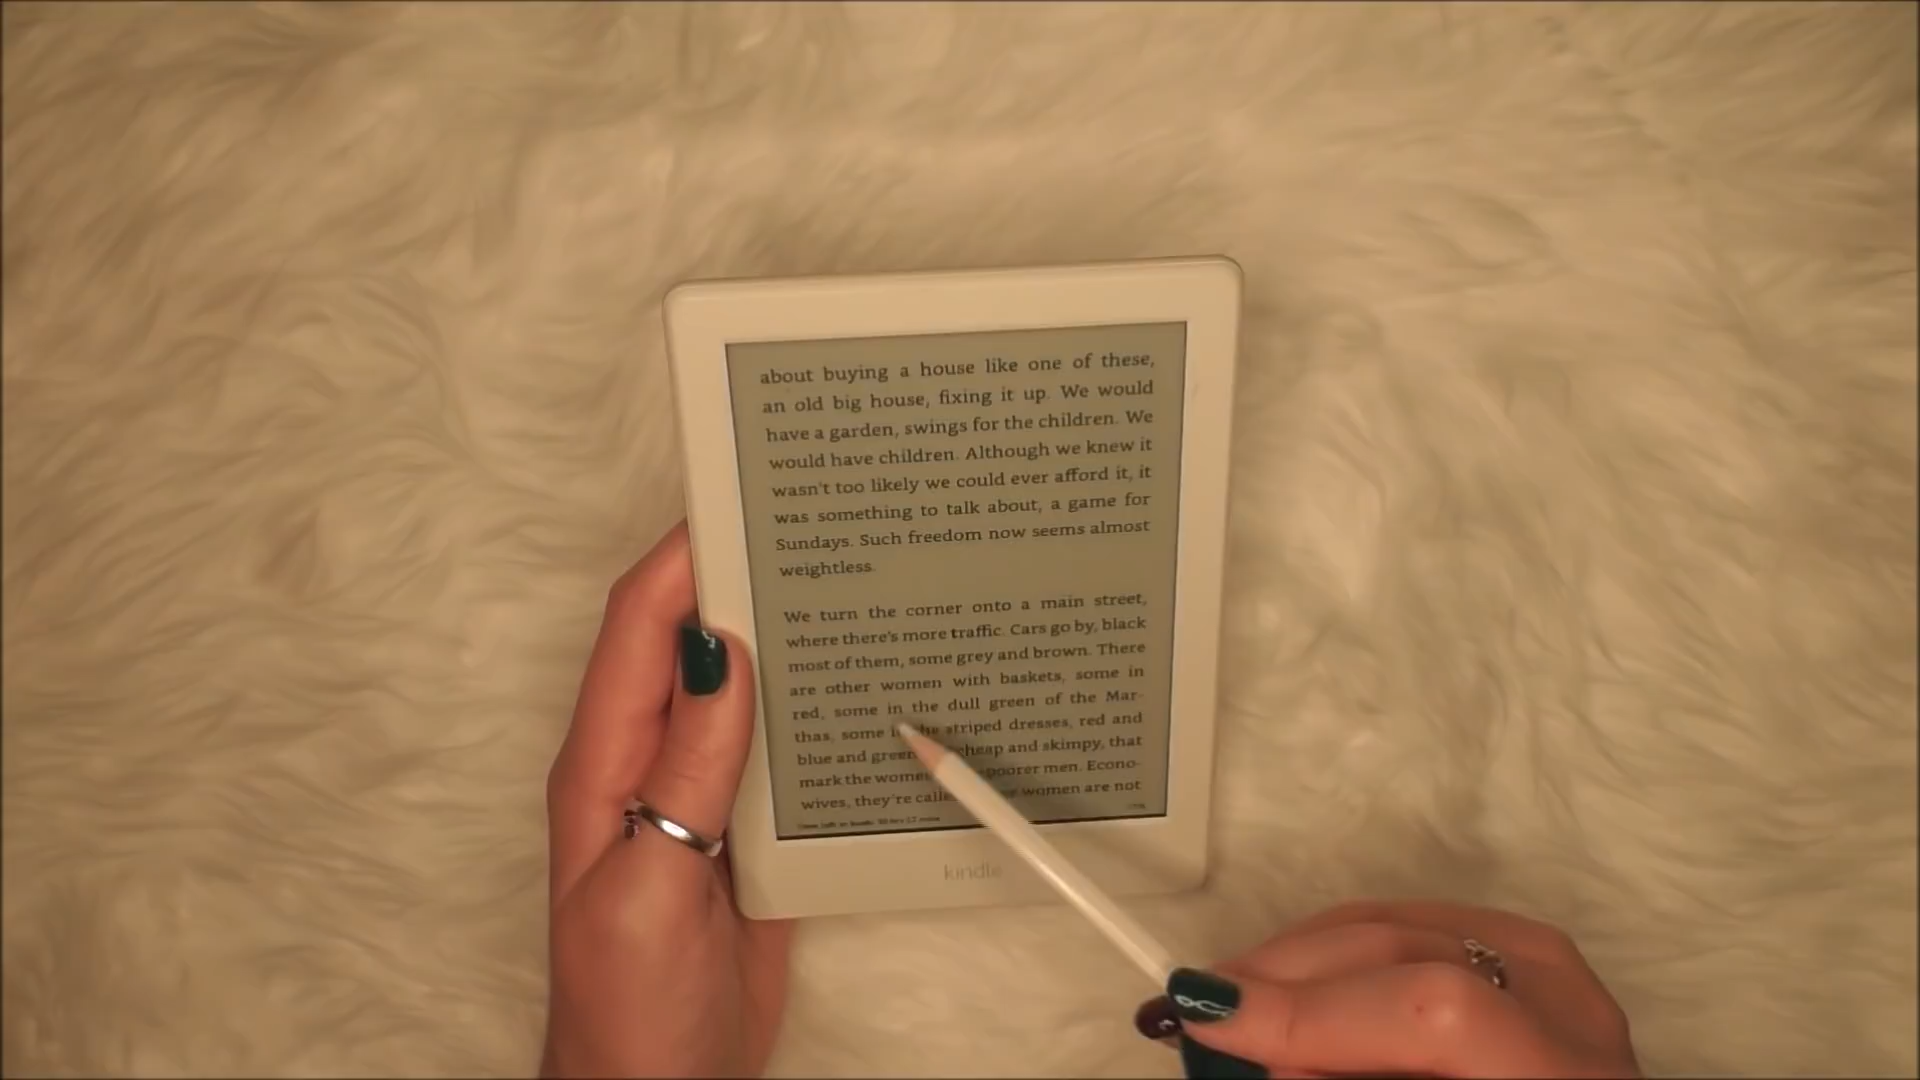 about buying a house like one of these,
an old big house, fixing it up. We would
have a garden, swings for the children. We
would have children. Although we knew it
wasn't too likely we could ever afford it, it
was something to talk about, a game for
Sundays. Such freedom now seems almost
weightless.
We turn the corner onto a main street,
where there's more traffic. Cars go by, black
most of them, some grey and brown. There
are other women with baskets, some in
red, some in the dull green of the Mar-
thas, some in the striped dresses, red and
blue and green cheap and skimpy, that
mark the women poorer men. Econo-
wives, they're called women are not
kindle